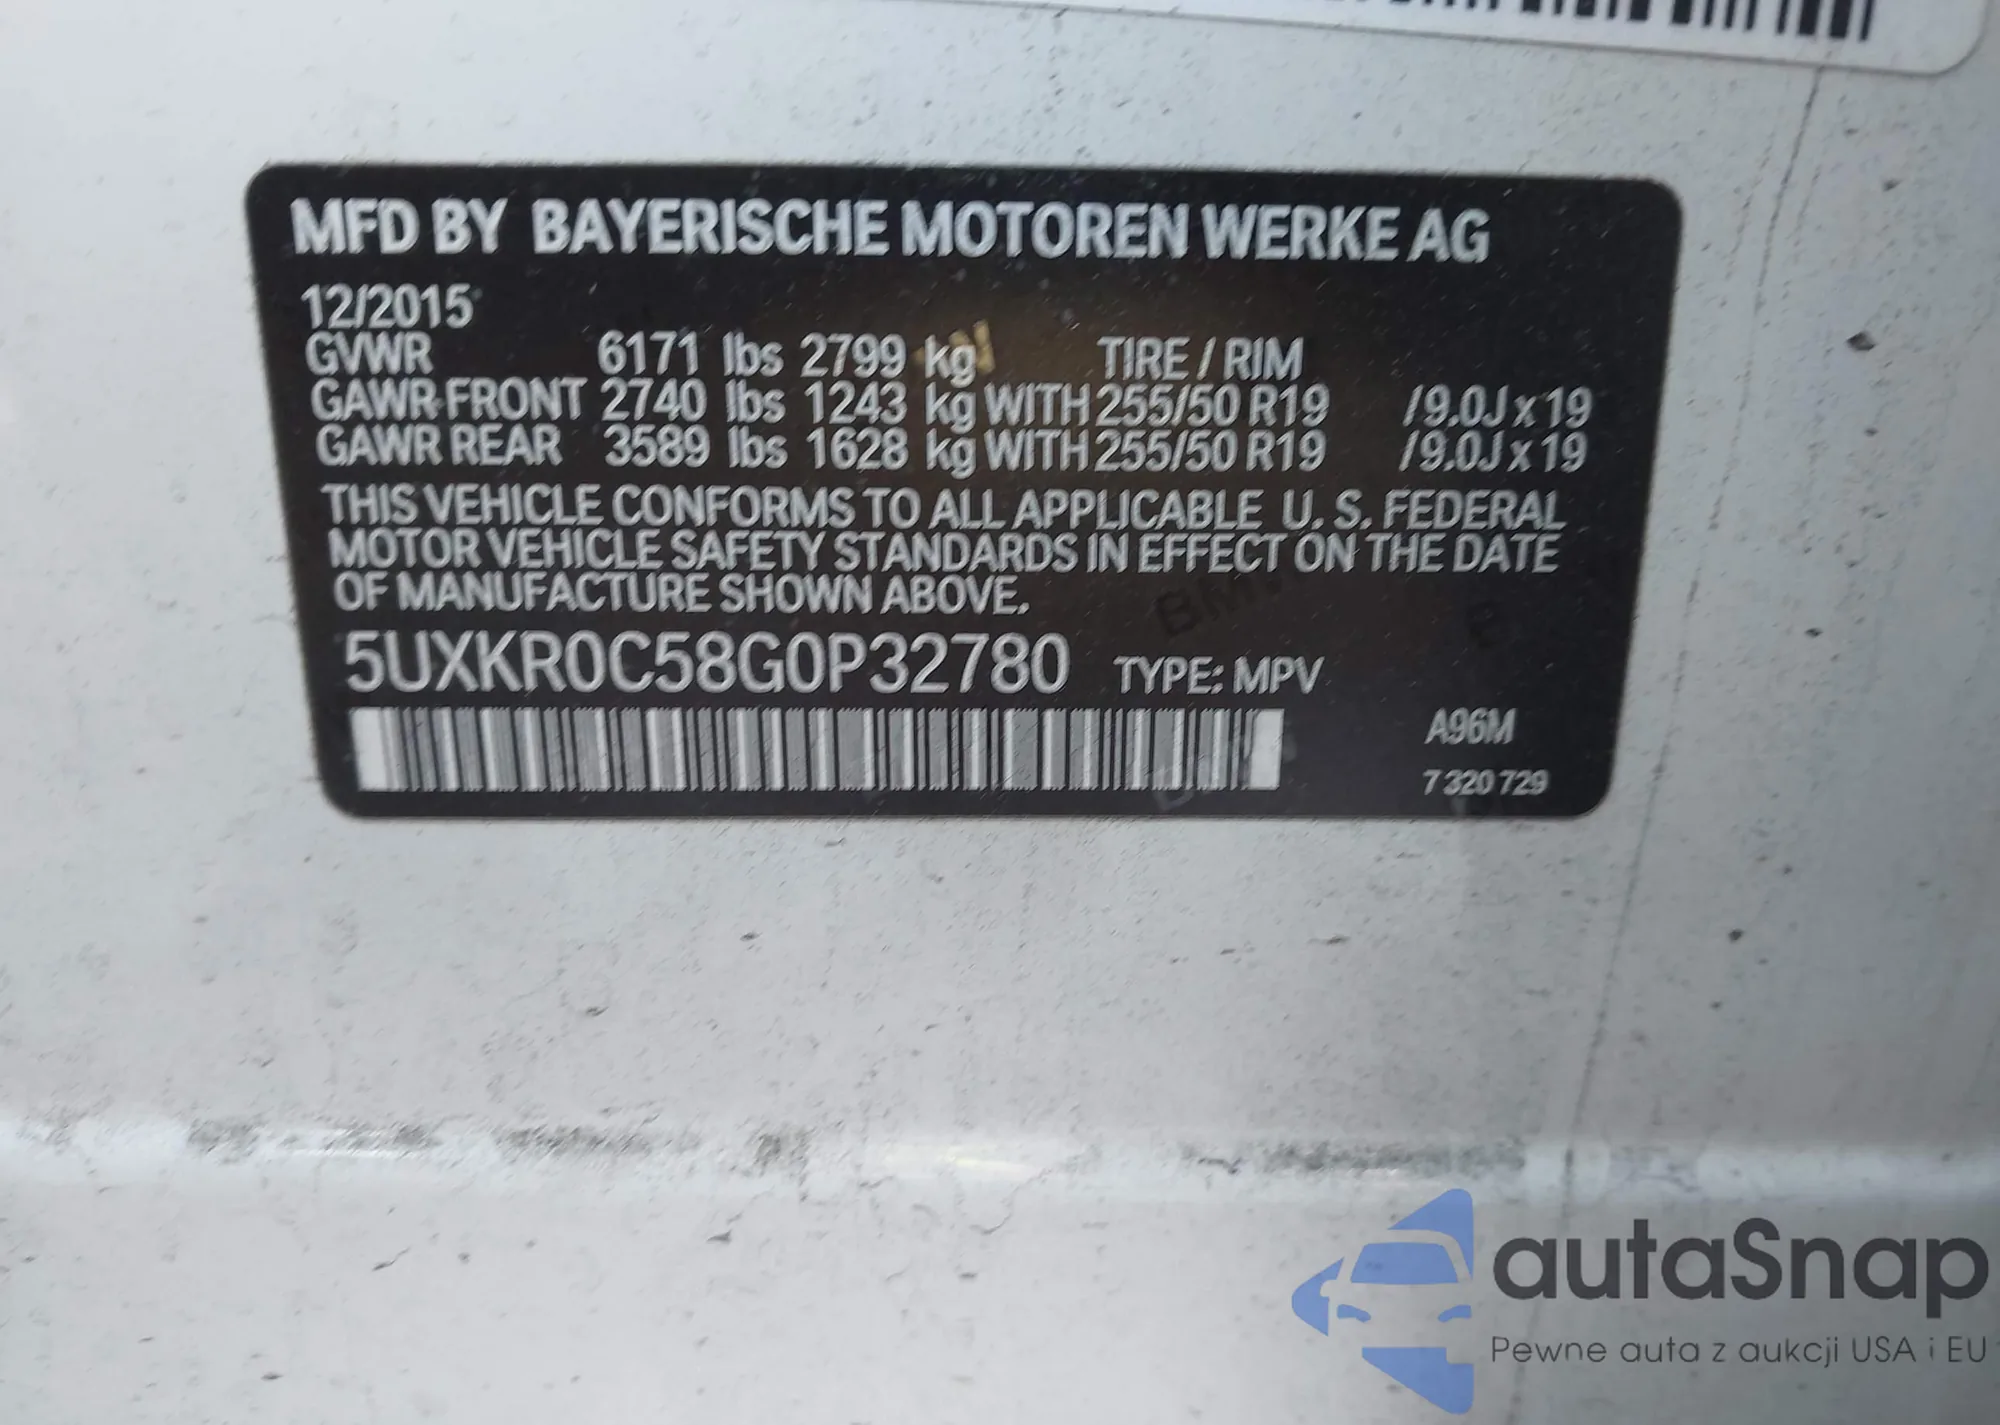 MFD BY BAYERISCHE MOTOREN WERKE AG
12/2015
GVWR 6171 lbs 2799 kg TIRE / RIM
GAWR FRONT 2740 lbs 1243 kg WITH 255/50 R19 /9.0J x 19
GAWR REAR 3589 lbs 1628 kg WITH 255/50 R19 /9.0J x 19
THIS VEHICLE CONFORMS TO ALL APPLICABLE U. S. FEDERAL
MOTOR VEHICLE SAFETY STANDARDS IN EFFECT ON THE DATE
OF MANUFACTURE SHOWN ABOVE.
5UXKR0C58G0P32780 TYPE: MPV
A96M
7 320 729
autaSnap
Pewne auta z aukcji USA i EU